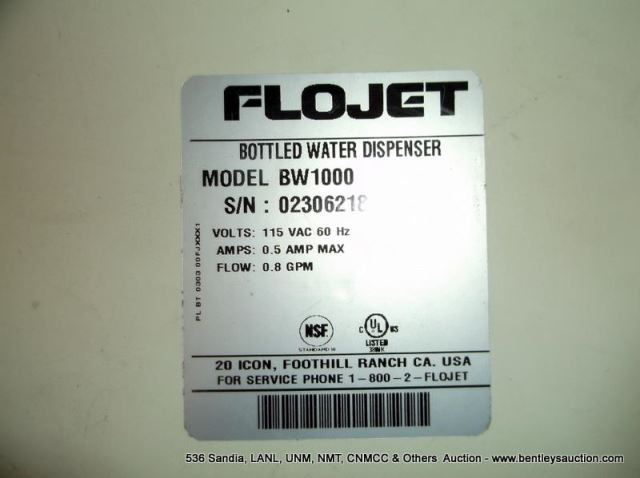 FLOJET
BOTTLED WATER DISPENSER
MODEL BW1000
S/N : 02306218
VOLTS: 115 VAC 60 Hz
AMPS: 0.5 AMP MAX
FLOW: 0.8 GPM
NSF
C UL US
LISTED
20 ICON, FOOTHILL RANCH CA. USA
FOR SERVICE PHONE 1-800-2-FLOJET
536 Sandia, LANL, UNM, NMT, CNMCC & Others Auction - www.bentleysauction.com